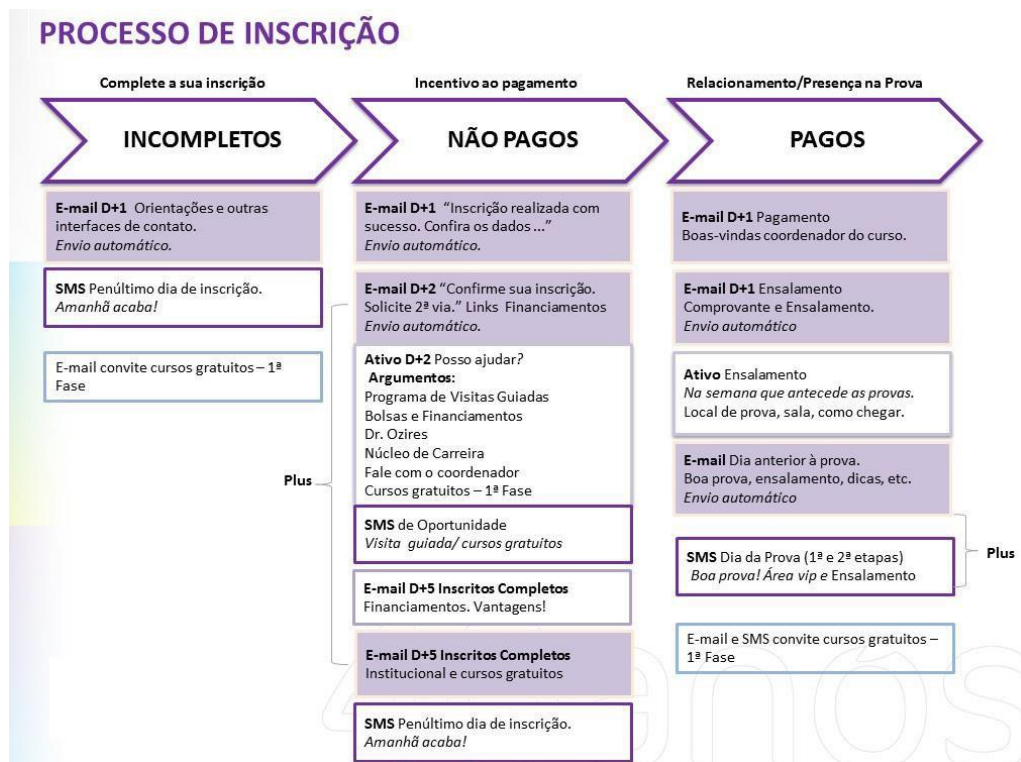 PROCESSO DE INSCRIÇÃO
Complete a sua inscrição
INCOMPLETOS
E-mail D+1 Orientações e outras
interfaces de contato.
Envio automático.
SMS Penúltimo dia de inscrição.
Amanhã acaba!
E-mail convite cursos gratuitos – 1ª
Fase
Incentivo ao pagamento
NÃO PAGOS
E-mail D+1 “Inscrição realizada com
sucesso. Confira os dados ...”
Envio automático.
E-mail D+2 “Confirme sua inscrição.
Solicite 2ª via.” Links Financiamentos
Envio automático.
Ativo D+2 Posso ajudar?
Argumentos:
Programa de Visitas Guiadas
Bolsas e Financiamentos
Dr. Ozires
Núcleo de Carreira
Fale com o coordenador
Cursos gratuitos – 1ª Fase
Plus
SMS de Oportunidade
Visita guiada/ cursos gratuitos
E-mail D+5 Inscritos Completos
Financiamentos. Vantagens!
E-mail D+5 Inscritos Completos
Institucional e cursos gratuitos
SMS Penúltimo dia de inscrição.
Amanhã acaba!
Relacionamento/Presença na Prova
PAGOS
E-mail D+1 Pagamento
Boas-vindas coordenador do curso.
E-mail D+1 Ensalamento
Comprovante e Ensalamento.
Envio automático
Ativo Ensalamento
Na semana que antecede as provas.
Local de prova, sala, como chegar.
E-mail Dia anterior à prova.
Boa prova, ensalamento, dicas, etc.
Envio automático
SMS Dia da Prova (1ª e 2ª etapas)
Boa prova! Área vip e Ensalamento
Plus
E-mail e SMS convite cursos gratuitos –
1ª Fase